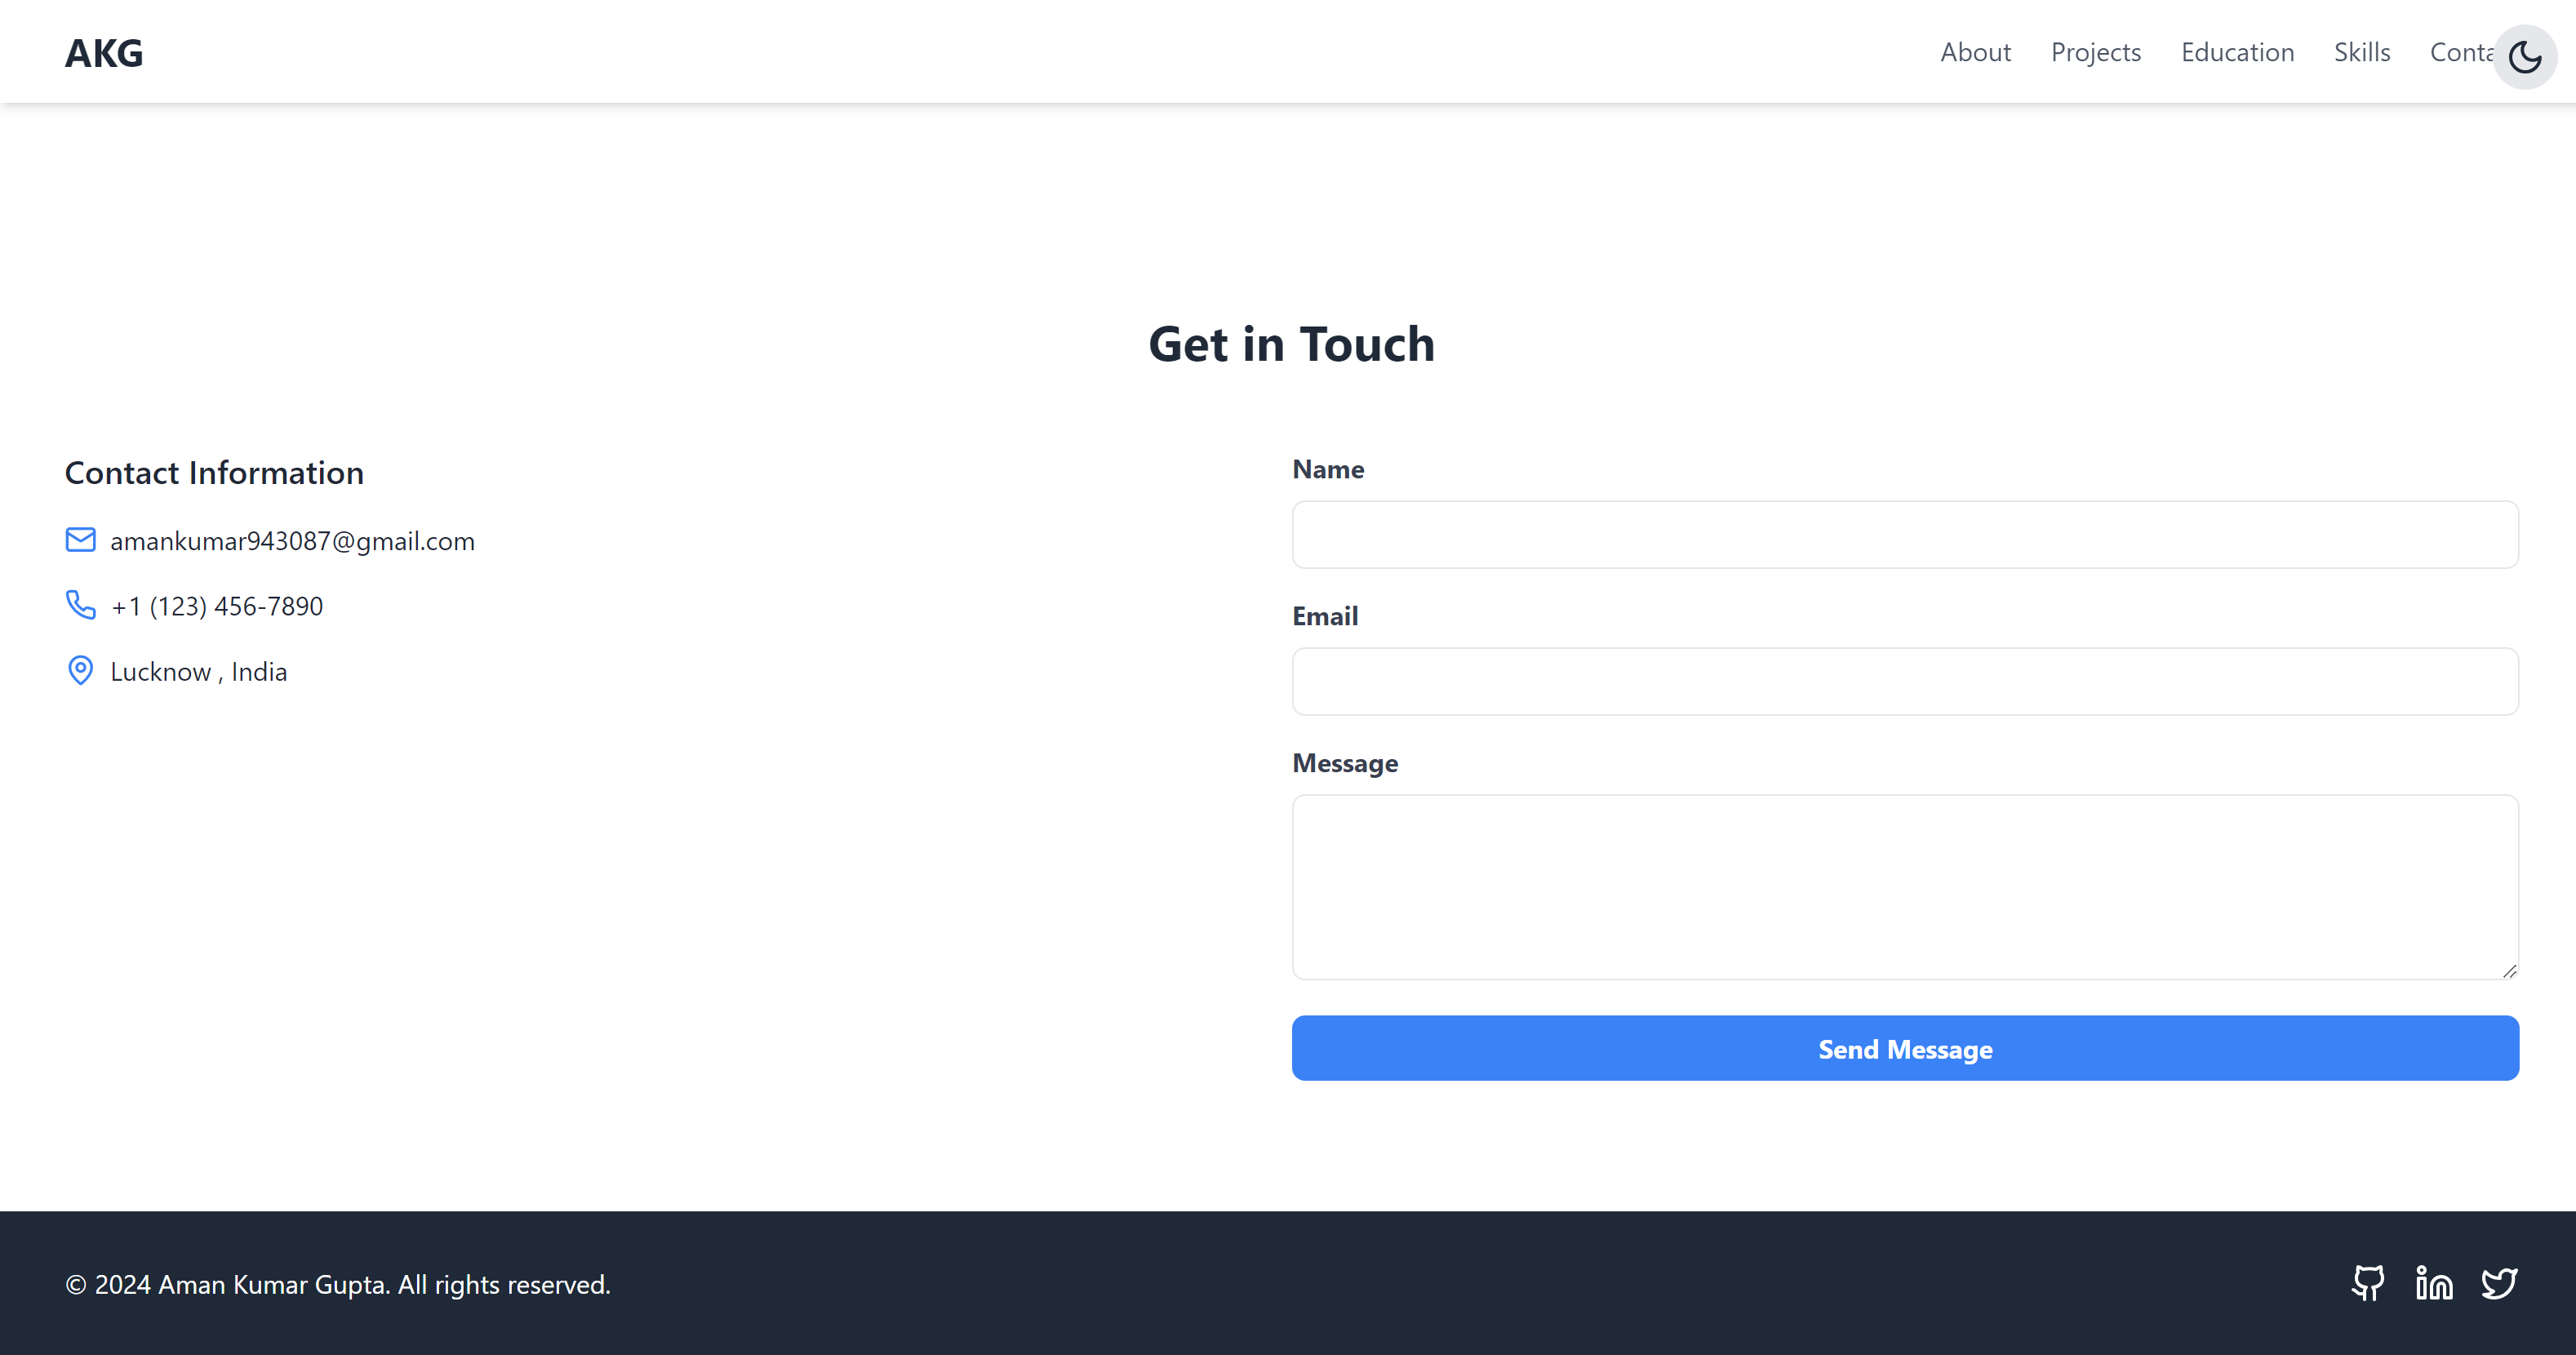 AKG
About Projects Education Skills Conta
Get in Touch
Contact Information
amankumar943087@gmail.com
+1 (123) 456-7890
Lucknow , India
Name
Email
Message
Send Message
© 2024 Aman Kumar Gupta. All rights reserved.